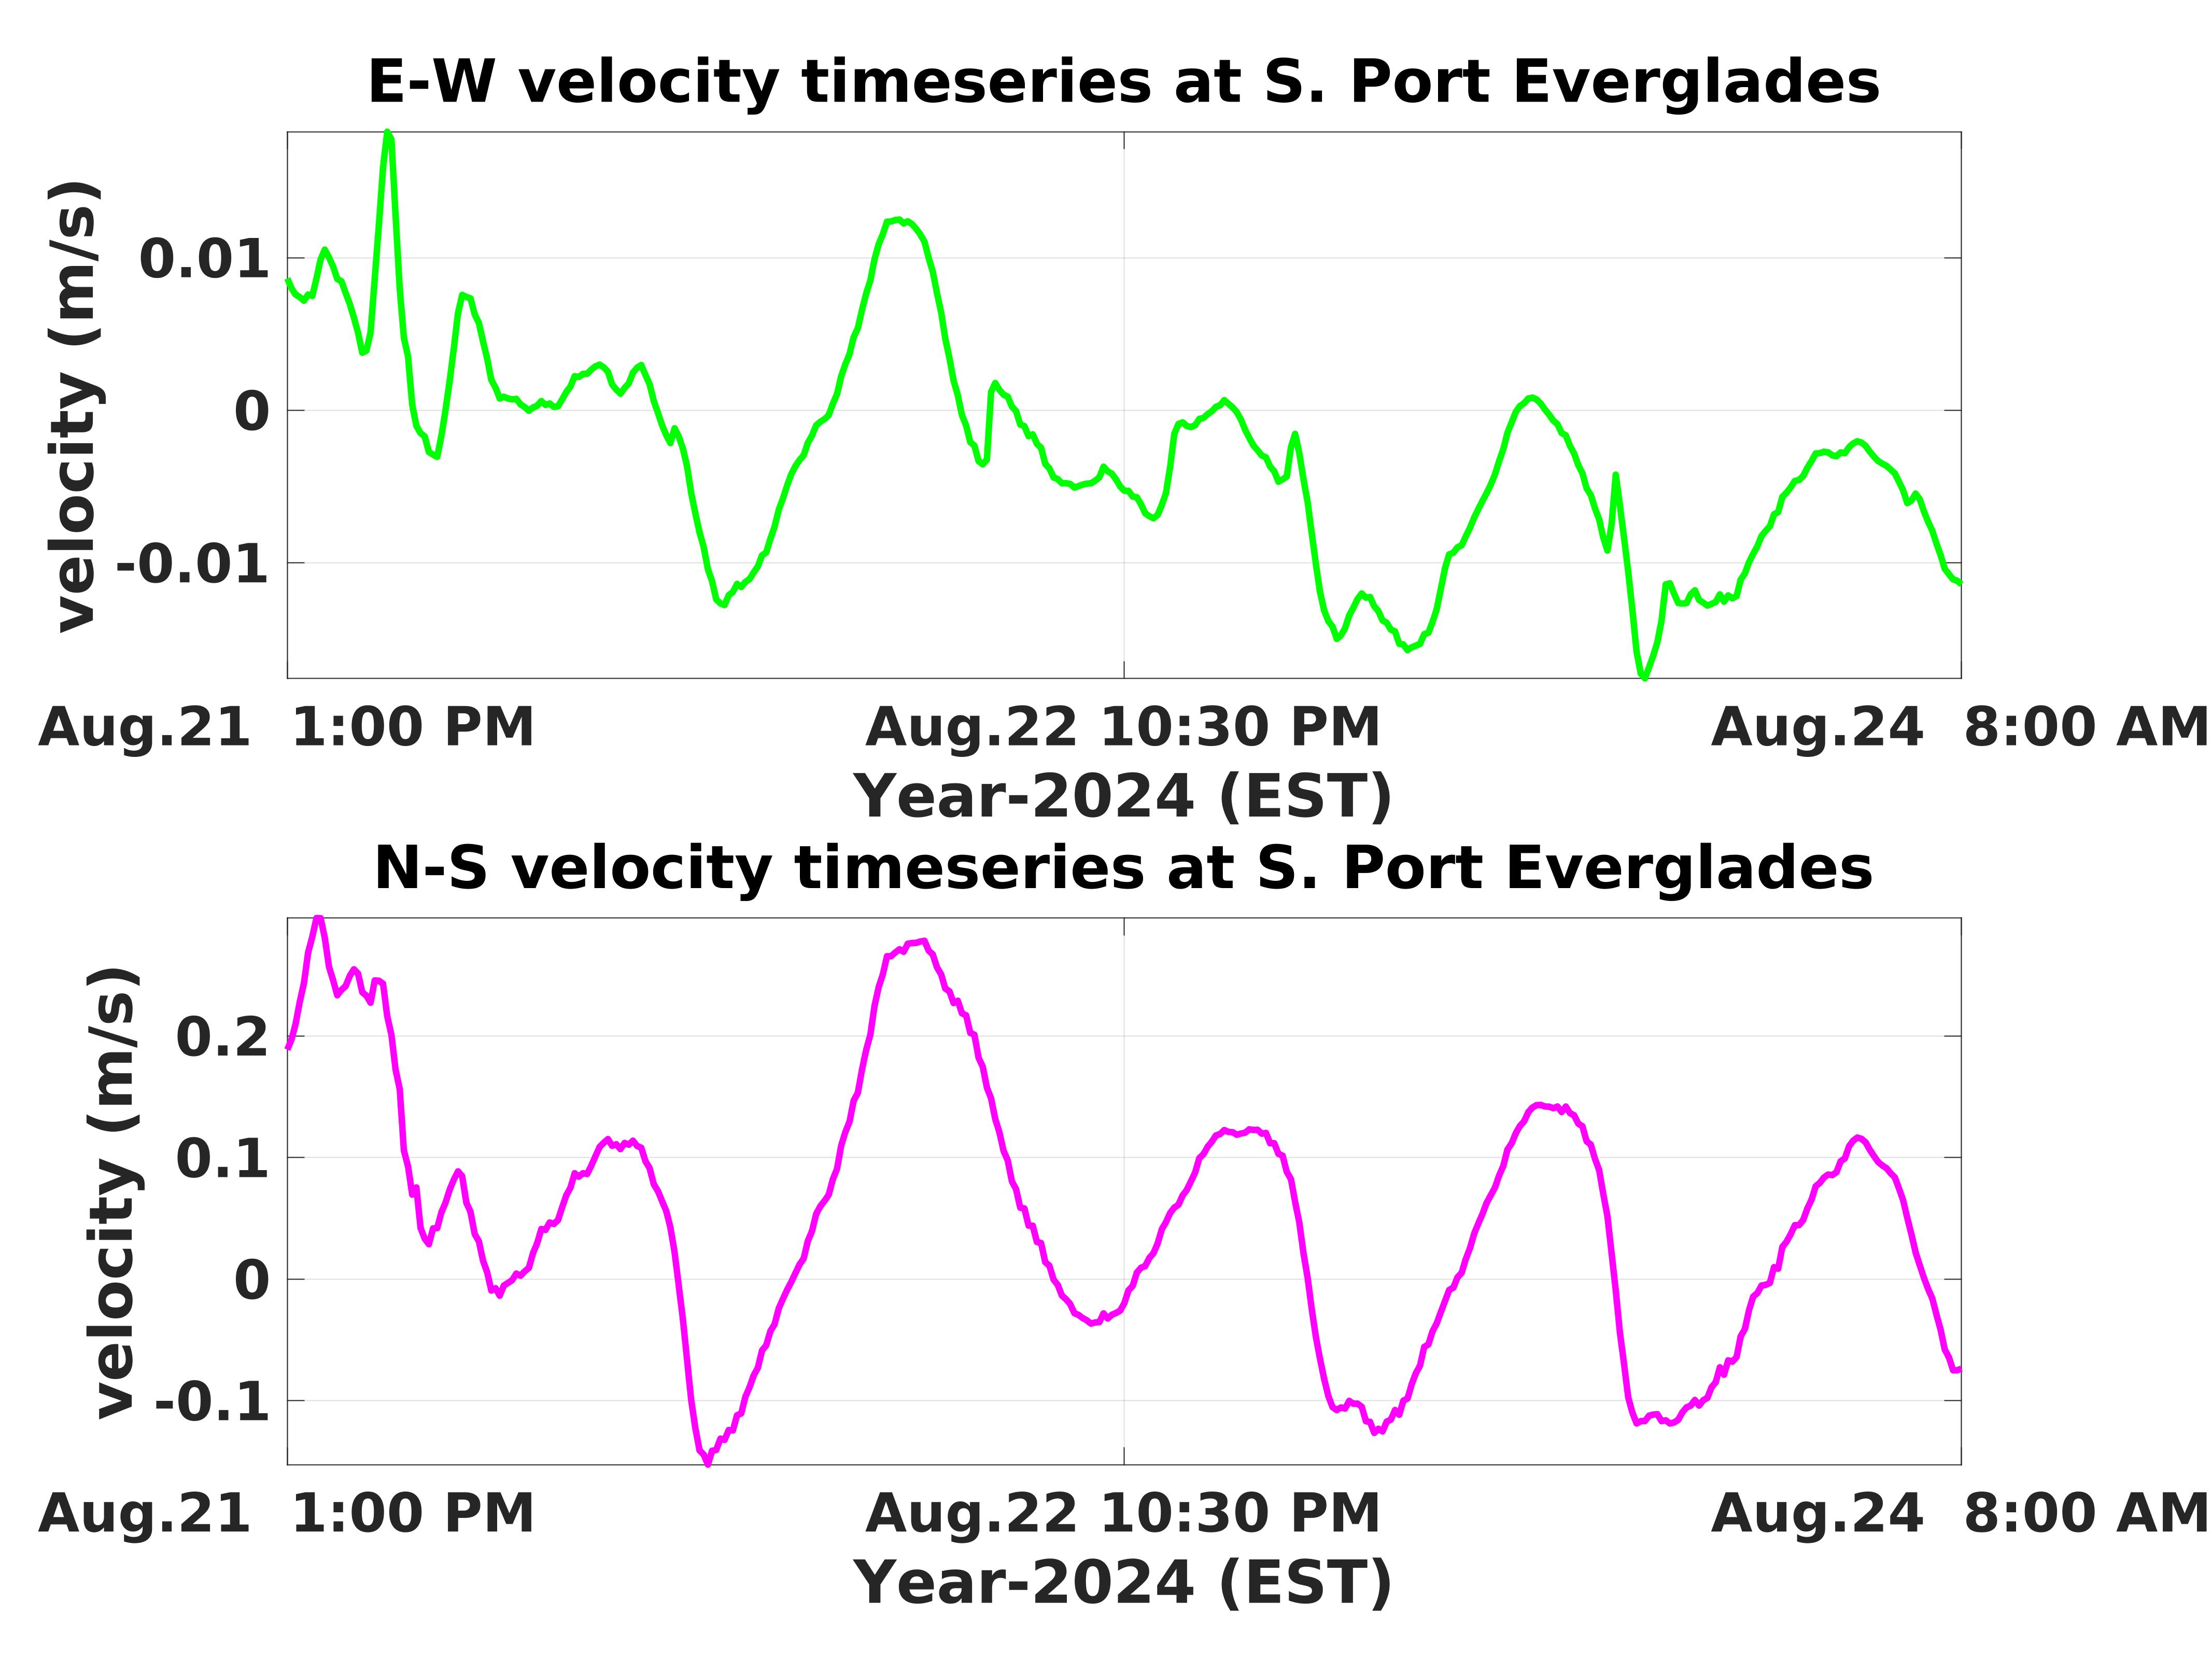 E-W velocity timeseries at S. Port Everglades
velocity (m/s)
0.01
0
-0.01
Aug.21  1:00 PM
Aug.22 10:30 PM
Aug.24  8:00 AM
Year-2024 (EST)
N-S velocity timeseries at S. Port Everglades
velocity (m/s)
0.2
0.1
0
-0.1
Aug.21  1:00 PM
Aug.22 10:30 PM
Aug.24  8:00 AM
Year-2024 (EST)